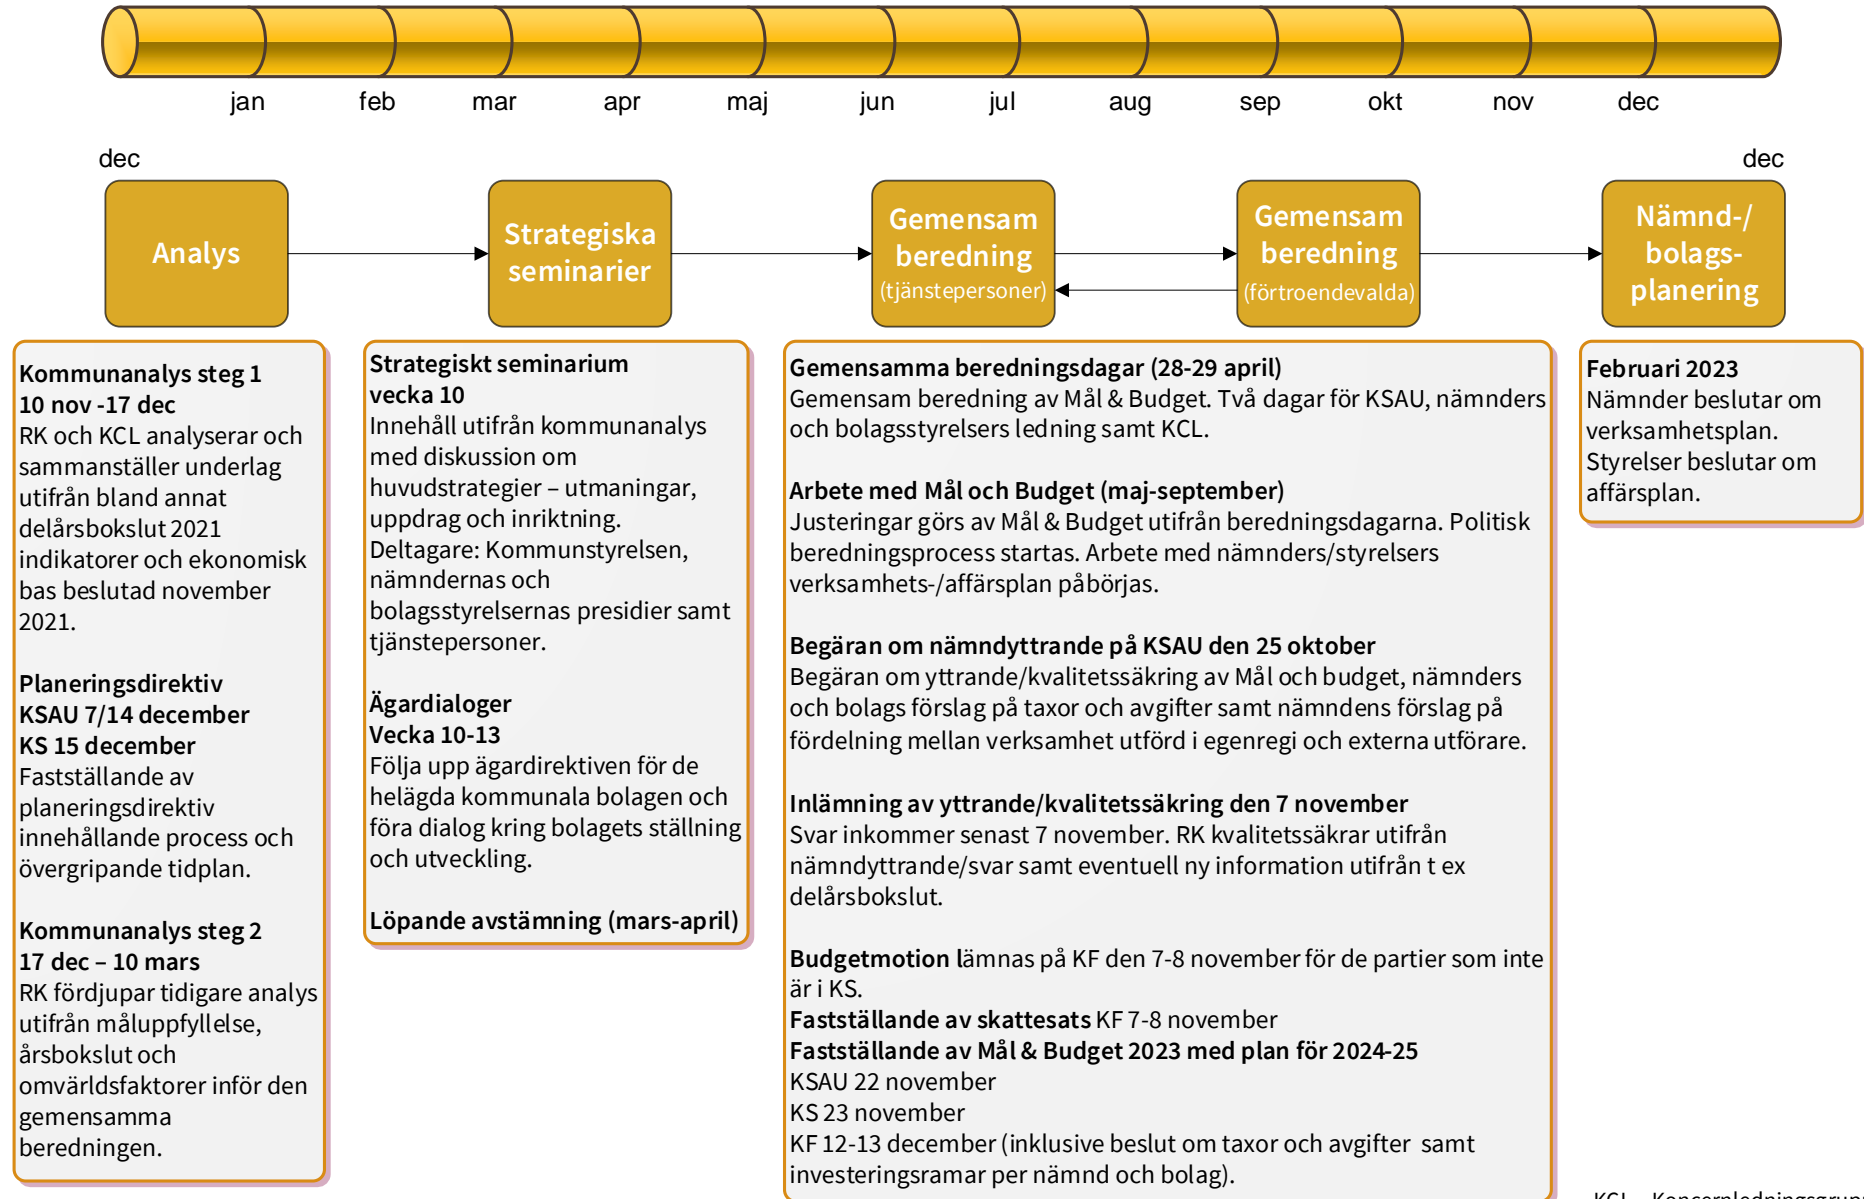 jan feb mar apr maj jun jul aug sep okt nov dec
dec
dec
Analys
Strategiska
seminarier
Gemensam
beredning
(tjänstepersoner)
Gemensam
beredning
(förtroendevalda)
Nämnd-/
bolags-
planering
Kommunanalys steg 1
10 nov -17 dec
RK och KCL analyserar och
sammanställer underlag
utifrån bland annat
delårsbokslut 2021
indikatorer och ekonomisk
bas beslutad november
2021.
Planeringsdirektiv
KSAU 7/14 december
KS 15 december
Fastställande av
planeringsdirektiv
innehållande process och
övergripande tidplan.
Kommunanalys steg 2
17 dec – 10 mars
RK fördjupar tidigare analys
utifrån måluppfyllelse,
årsbokslut och
omvärldsfaktorer inför den
gemensamma
beredningen.
Strategiskt seminarium
vecka 10
Innehåll utifrån kommunanalys
med diskussion om
huvudstrategier – utmaningar,
uppdrag och inriktning.
Deltagare: Kommunstyrelsen,
nämndernas och
bolagsstyrelsernas presidier samt
tjänstepersoner.
Ägardialoger
Vecka 10-13
Följa upp ägardirektiven för de
helägda kommunala bolagen och
föra dialog kring bolagets ställning
och utveckling.
Löpande avstämning (mars-april)
Gemensamma beredningsdagar (28-29 april)
Gemensam beredning av Mål & Budget. Två dagar för KSAU, nämnders
och bolagsstyrelsers ledning samt KCL.
Arbete med Mål och Budget (maj-september)
Justeringar görs av Mål & Budget utifrån beredningsdagarna. Politisk
beredningsprocess startas. Arbete med nämnders/styrelsers
verksamhets-/affärsplan påbörjas.
Begäran om nämndyttrande på KSAU den 25 oktober
Begäran om yttrande/kvalitetssäkring av Mål och budget, nämnders
och bolags förslag på taxor och avgifter samt nämndens förslag på
fördelning mellan verksamhet utförd i egenregi och externa utförare.
Inlämning av yttrande/kvalitetssäkring den 7 november
Svar inkommer senast 7 november. RK kvalitetssäkrar utifrån
nämndyttrande/svar samt eventuell ny information utifrån t ex
delårsbokslut.
Budgetmotion lämnas på KF den 7-8 november för de partier som inte
är i KS.
Fastställande av skattesats KF 7-8 november
Fastställande av Mål & Budget 2023 med plan för 2024-25
KSAU 22 november
KS 23 november
KF 12-13 december (inklusive beslut om taxor och avgifter samt
investeringsramar per nämnd och bolag).
Februari 2023
Nämnder beslutar om
verksamhetsplan.
Styrelser beslutar om
affärsplan.